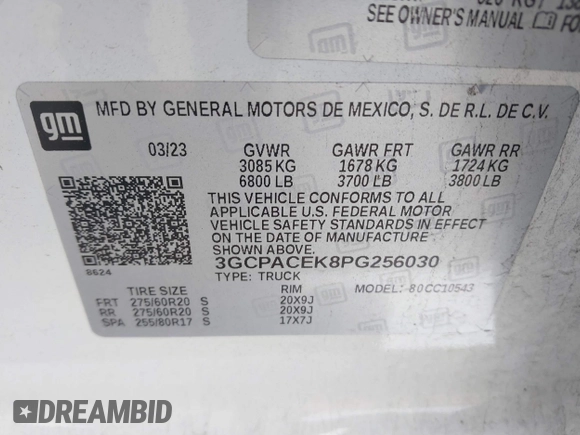 SEE OWNER'S MANUAL
gm
MFD BY GENERAL MOTORS DE MEXICO, S. DE R.L. DE C.V.
03/23 GVWR GAWR FRT GAWR RR
3085 KG 1678 KG 1724 KG
6800 LB 3700 LB 3800 LB
THIS VEHICLE CONFORMS TO ALL
APPLICABLE U.S. FEDERAL MOTOR
VEHICLE SAFETY STANDARDS IN EFFECT
ON THE DATE OF MANUFACTURE
SHOWN ABOVE.
8624
3GCPACEK8PG256030
TYPE: TRUCK
TIRE SIZE RIM MODEL: 80CC10543
FRT 275/60R20 S 20X9J
RR 275/60R20 S 20X9J
SPA 255/80R17 S 17X7J
DREAMBID